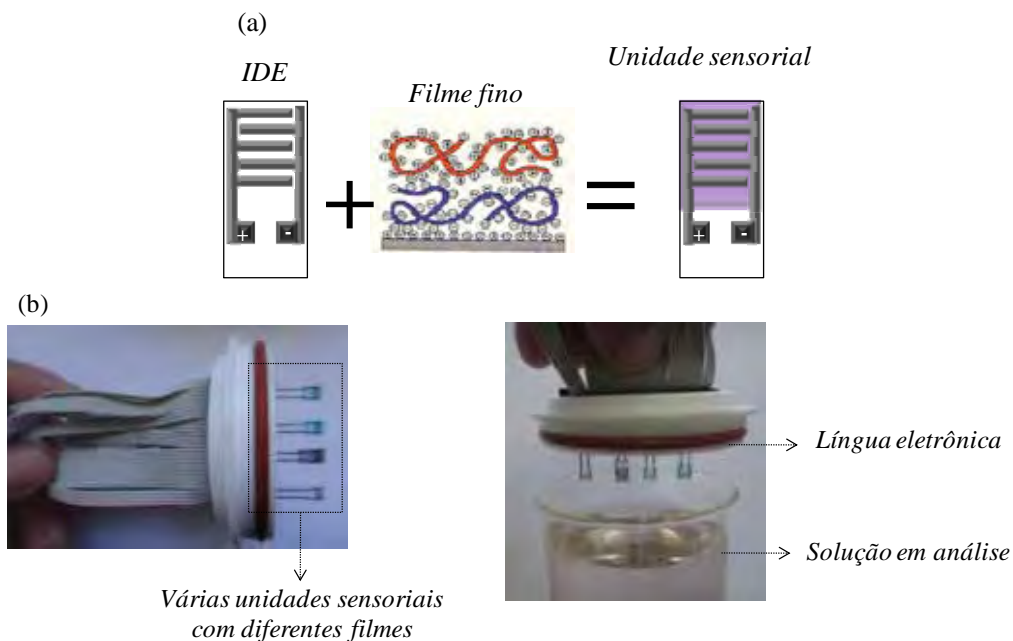 (a)
IDE
Filme fino
Unidade sensorial
+ -
+
=
+ -
(b)
Língua eletrônica
Solução em análise
Várias unidades sensoriais
com diferentes filmes